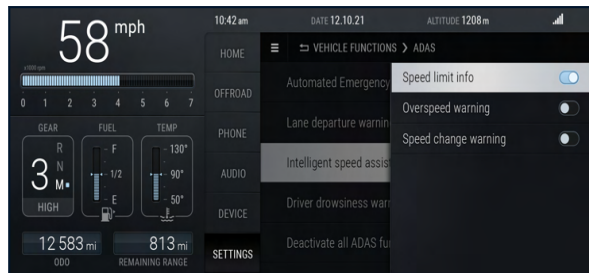 58 mph
x1000 rpm
0 1 2 3 4 5 6 7
GEAR
R
N
M
3
HIGH
FUEL
F
1/2
E
TEMP
130°
90°
50°
12 583 mi
ODO
813 mi
REMAINING RANGE
10:42 am
DATE 12.10.21
ALTITUDE 1208 m
HOME
OFFROAD
PHONE
AUDIO
DEVICE
SETTINGS
VEHICLE FUNCTIONS > ADAS
Automated Emergency
Lane departure warnin
Intelligent speed assis
Driver drowsiness warn
Deactivate all ADAS fu
Speed limit info
Overspeed warning
Speed change warning